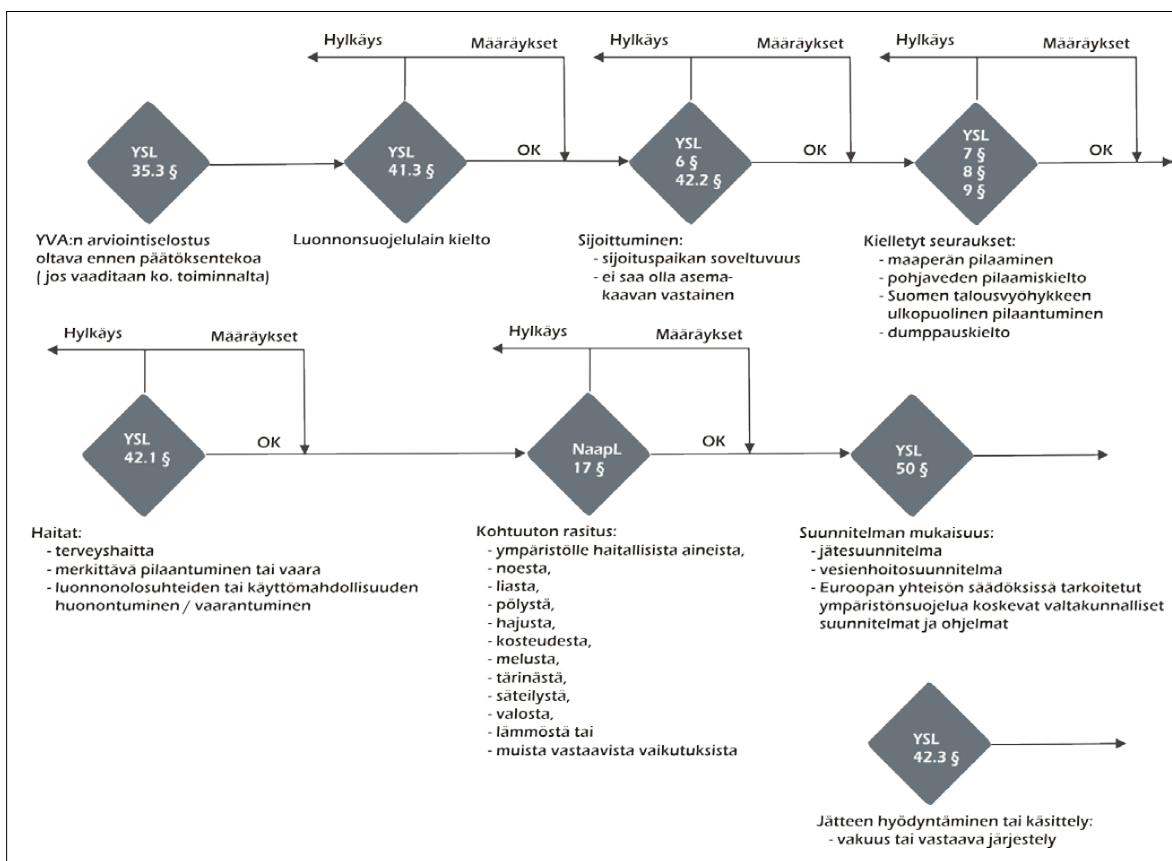 Hylkäys Määräykset
Hylkäys Määräykset
Hylkäys Määräykset
YSL
35.3 §
YSL
41.3 §
OK
YSL
6 §
42.2 §
OK
YSL
7 §
8 §
9 §
OK
YVA:n arviointiselostus
oltava ennen päätöksentekoa
( jos vaaditaan ko. toiminnalta)
Luonnonsuojelulain kielto
Sijoittuminen:
- sijoituspaikan soveltuvuus
- ei saa olla asema-
kaavan vastainen
Kielletyt seuraukset:
- maaperän pilaaminen
- pohjaveden pilaamiskielto
- Suomen talousvyöhykkeen
ulkopuolinen pilaantuminen
- dumppauskielto
Hylkäys Määräykset
Hylkäys Määräykset
YSL
42.1 §
OK
NaapL
17 §
OK
YSL
50 §
Haitat:
- terveyshaitta
- merkittävä pilaantuminen tai vaara
- luonnonolosuhteiden tai käyttömahdollisuuden
huonontuminen / vaarantuminen
Kohtuuton rasitus:
- ympäristölle haitallisista aineista,
- noesta,
- liasta,
- pölystä,
- hajusta,
- kosteudesta,
- melusta,
- tärinästä,
- säteilystä,
- valosta,
- lämmöstä tai
- muista vastaavista vaikutuksista
Suunnitelman mukaisuus:
- jätesuunnitelma
- vesienhoitosuunnitelma
- Euroopan yhteisön säädöksissä tarkoitetut
ympäristönsuojelua koskevat valtakunnalliset
suunnitelmat ja ohjelmat
YSL
42.3 §
Jätteen hyödyntäminen tai käsittely:
- vakuus tai vastaava järjestely